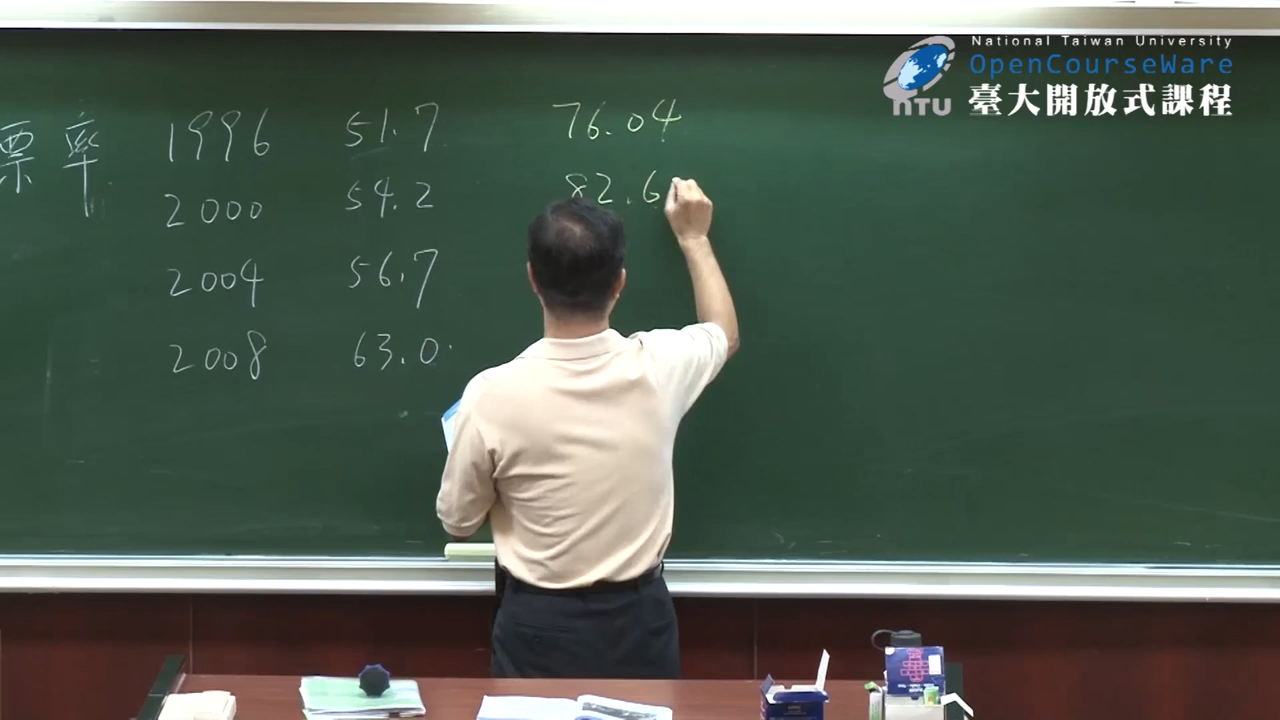 National Taiwan University
OpenCourseWare
NTU 臺大開放式課程
票率 1996 51.7 76.04
2000 54.2 82.6
2004 56.7
2008 63.0